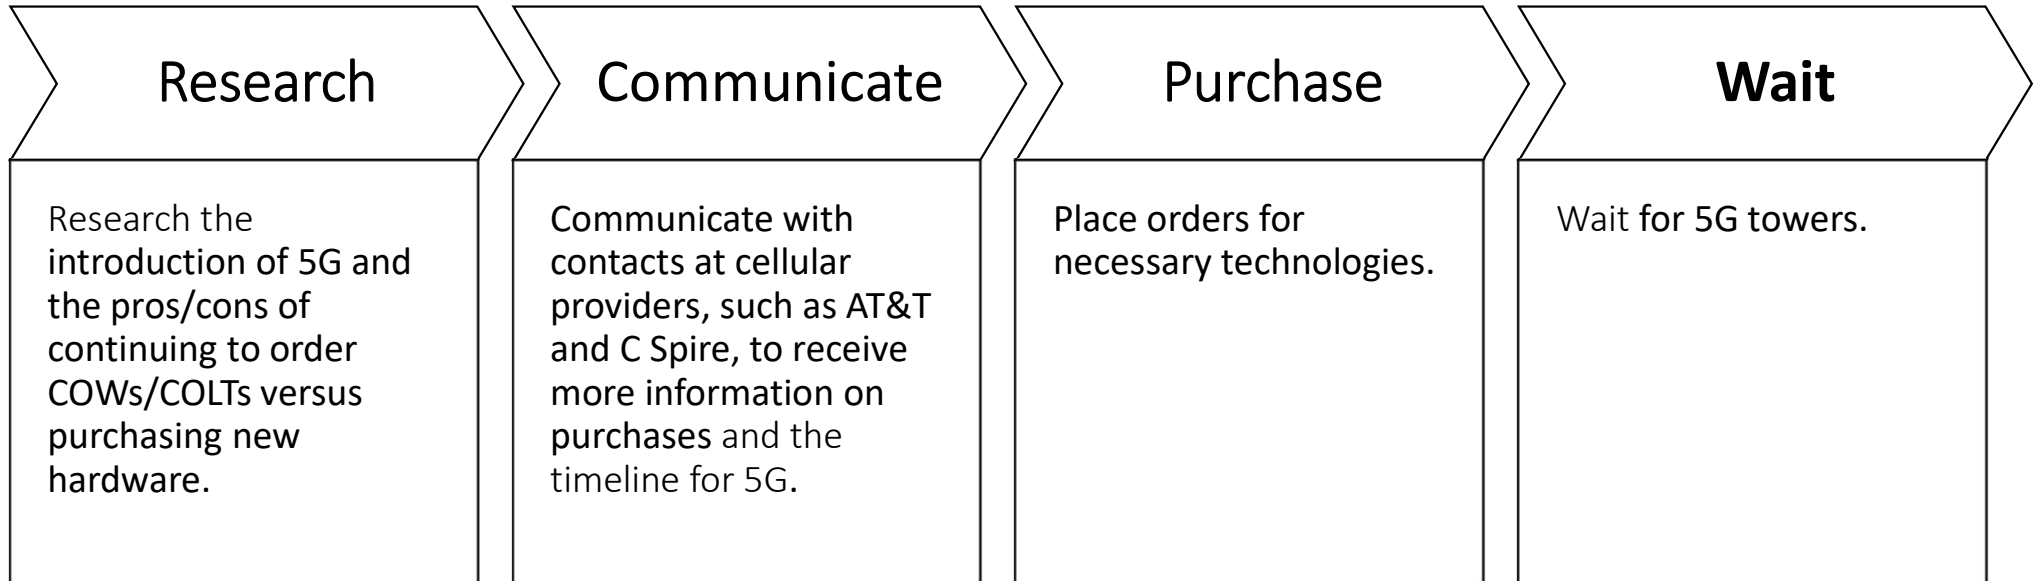 Research
Research the
introduction of 5G and
the pros/cons of
continuing to order
COWs/COLTs versus
purchasing new
hardware.
Communicate
Communicate with
contacts at cellular
providers, such as AT&T
and C Spire, to receive
more information on
purchases and the
timeline for 5G.
Purchase
Place orders for
necessary technologies.
Wait
Wait for 5G towers.